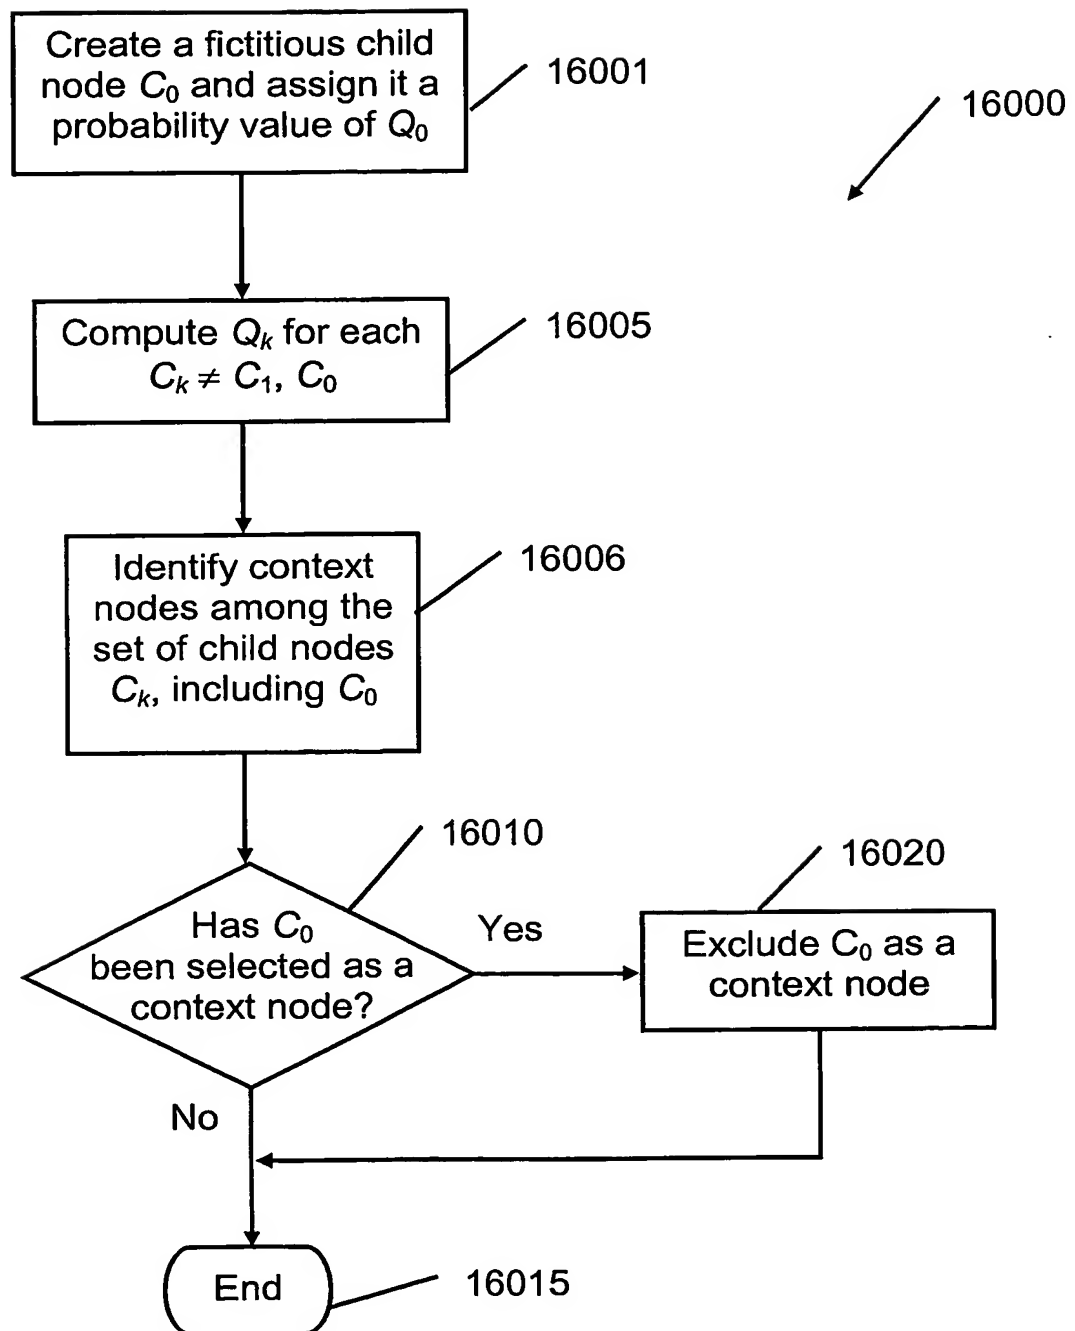 Create a fictitious child
node C₀ and assign it a
probability value of Q₀
16001
16000
Compute Qₖ for each
Cₖ ≠ C₁, C₀
16005
Identify context
nodes among the
set of child nodes
Cₖ, including C₀
16006
Has C₀
been selected as a
context node?
16010
Yes
Exclude C₀ as a
context node
16020
No
End
16015